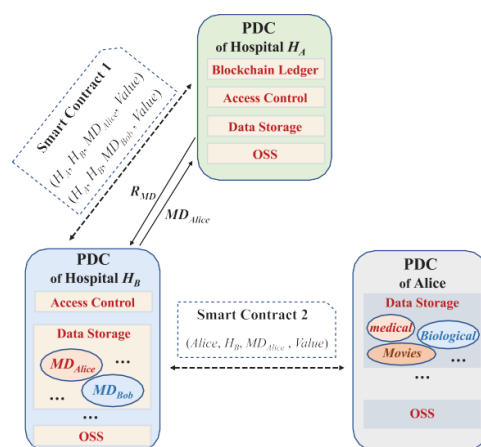 PDC
of Hospital H_A
Blockchain Ledger
Access Control
Data Storage
OSS
Smart Contract 1
(H_A, H_B, MD_Alice, Value)
(H_A, H_B, MD_Bob, Value)
R_MD
MD_Alice
PDC
of Hospital H_B
Access Control
Data Storage
MD_Alice
...
...
MD_Bob
...
OSS
Smart Contract 2
(Alice, H_B, MD_Alice , Value)
PDC
of Alice
Data Storage
medical
Biological
Movies
...
...
OSS